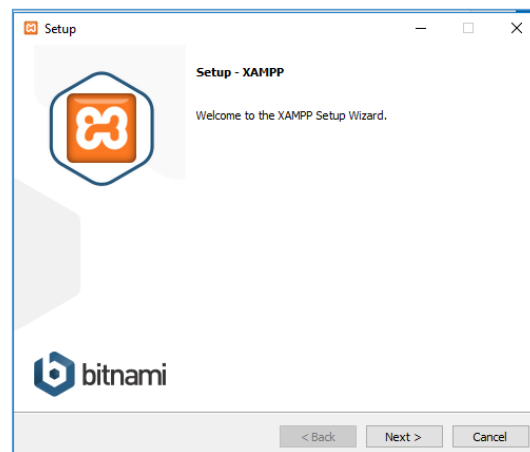 Setup
Setup - XAMPP
Welcome to the XAMPP Setup Wizard.
bitnami
< Back
Next >
Cancel